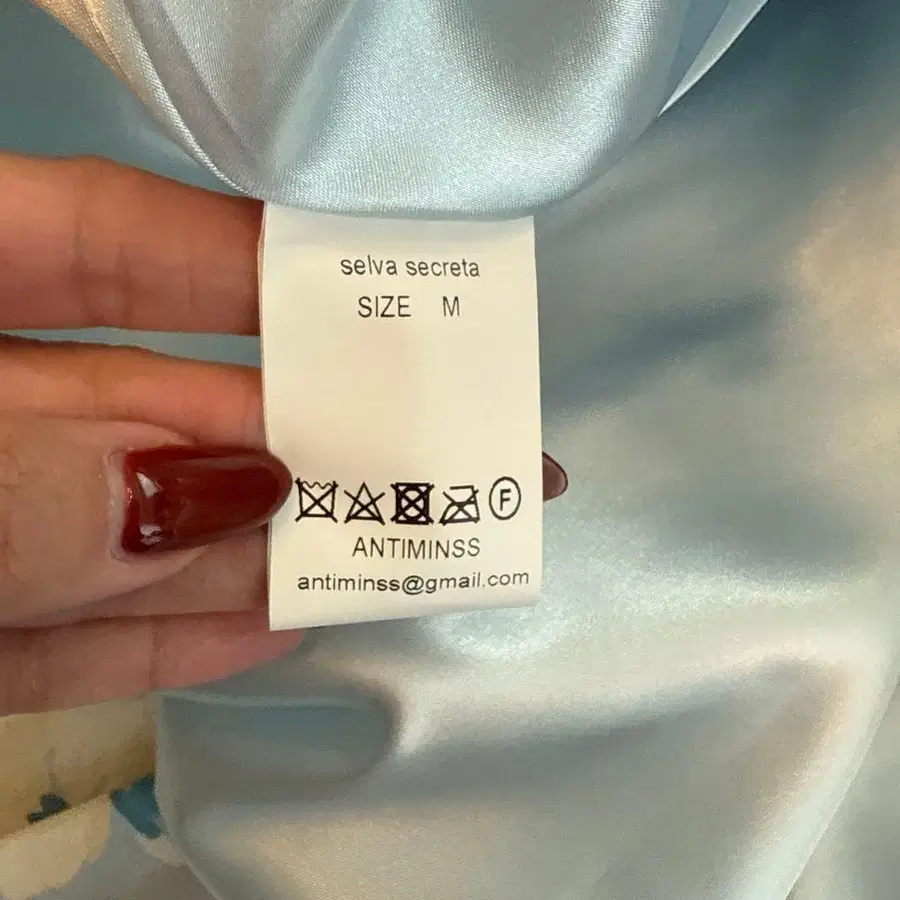 selva secreta
SIZE M
F
ANTIMINSS
antiminss@gmail.com